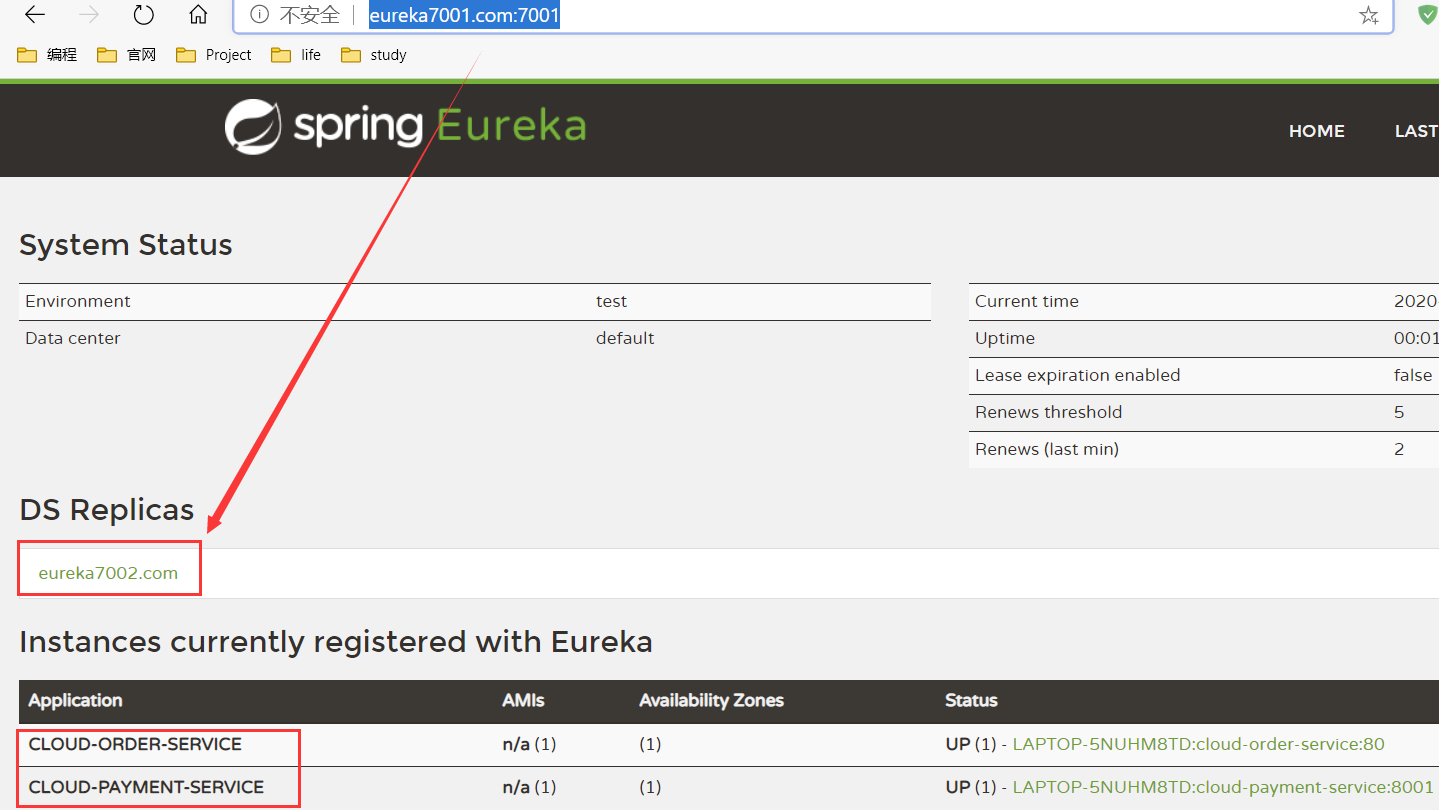 不安全 eureka7001.com:7001
编程 官网 Project life study
spring Eureka HOME LAST
System Status
Environment test Current time 2020
Data center default Uptime 00:01
Lease expiration enabled false
Renews threshold 5
Renews (last min) 2
DS Replicas
eureka7002.com
Instances currently registered with Eureka
Application AMIs Availability Zones Status
CLOUD-ORDER-SERVICE n/a (1) (1) UP (1) - LAPTOP-5NUHM8TD:cloud-order-service:80
CLOUD-PAYMENT-SERVICE n/a (1) (1) UP (1) - LAPTOP-5NUHM8TD:cloud-payment-service:8001